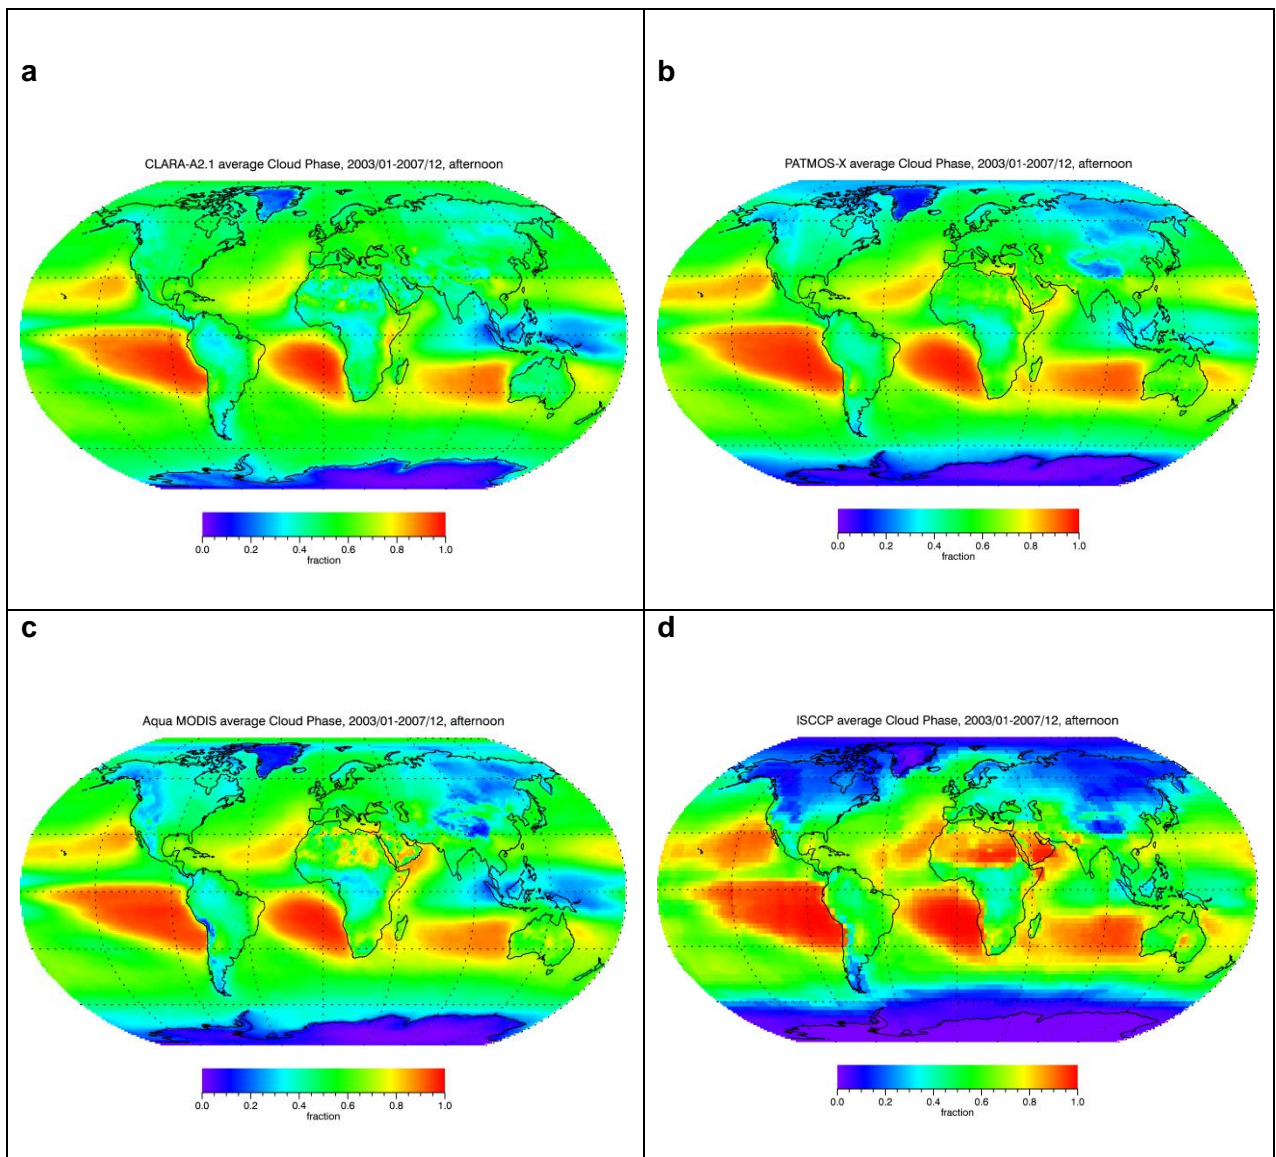 a
CLARA-A2.1 average Cloud Phase, 2003/01-2007/12, afternoon
0.0 0.2 0.4 0.6 0.8 1.0
fraction
b
PATMOS-X average Cloud Phase, 2003/01-2007/12, afternoon
0.0 0.2 0.4 0.6 0.8 1.0
fraction
c
Aqua MODIS average Cloud Phase, 2003/01-2007/12, afternoon
0.0 0.2 0.4 0.6 0.8 1.0
fraction
d
ISCCP average Cloud Phase, 2003/01-2007/12, afternoon
0.0 0.2 0.4 0.6 0.8 1.0
fraction